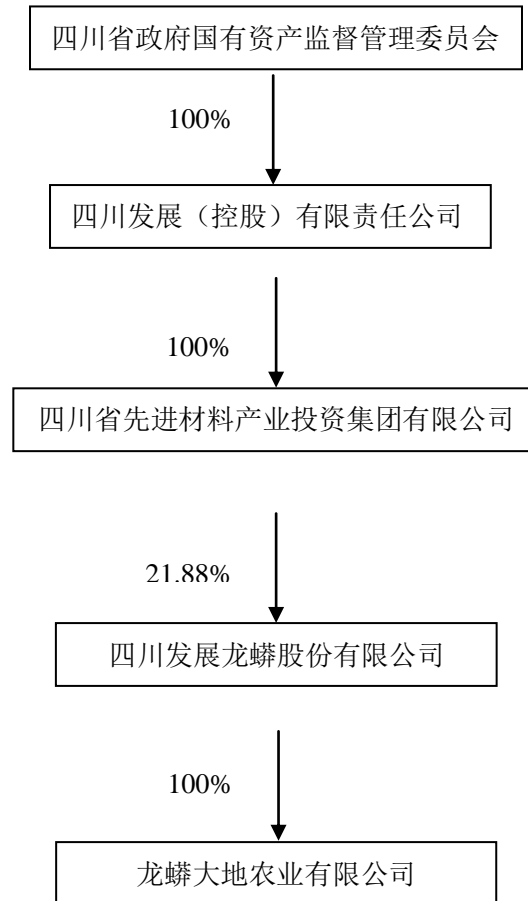 四川省政府国有资产监督管理委员会
100%
四川发展（控股）有限责任公司
100%
四川省先进材料产业投资集团有限公司
21.88%
四川发展龙蟒股份有限公司
100%
龙蟒大地农业有限公司